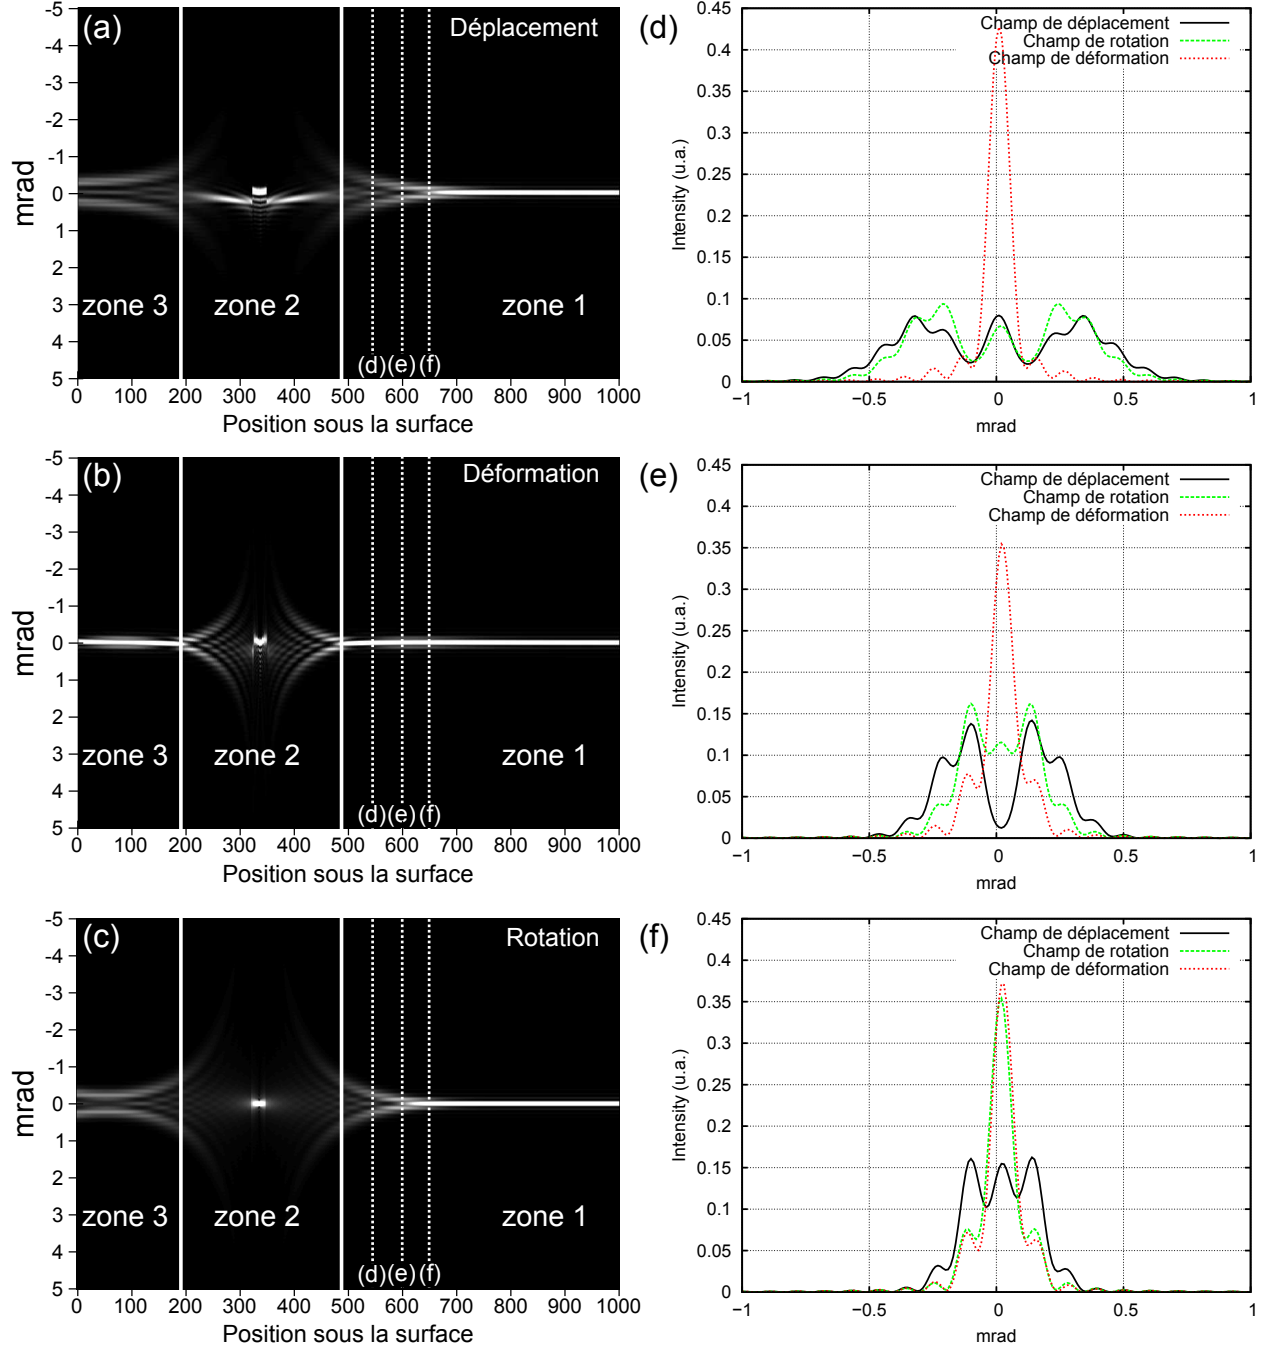 (a)
Déplacement
-5
-4
-3
-2
-1
0
1
2
3
4
5
mrad
zone 3
zone 2
zone 1
(d)(e)(f)
0 100 200 300 400 500 600 700 800 900 1000
Position sous la surface
(d)
Champ de déplacement
Champ de rotation
Champ de déformation
0.45
0.4
0.35
0.3
0.25
0.2
0.15
0.1
0.05
0
Intensity (u.a.)
−1 −0.5 0 0.5 1
mrad
(b)
Déformation
-5
-4
-3
-2
-1
0
1
2
3
4
5
mrad
zone 3
zone 2
zone 1
(d)(e)(f)
0 100 200 300 400 500 600 700 800 900 1000
Position sous la surface
(e)
Champ de déplacement
Champ de rotation
Champ de déformation
0.45
0.4
0.35
0.3
0.25
0.2
0.15
0.1
0.05
0
Intensity (u.a.)
−1 −0.5 0 0.5 1
mrad
(c)
Rotation
-5
-4
-3
-2
-1
0
1
2
3
4
5
mrad
zone 3
zone 2
zone 1
(d)(e)(f)
0 100 200 300 400 500 600 700 800 900 1000
Position sous la surface
(f)
Champ de déplacement
Champ de rotation
Champ de déformation
0.45
0.4
0.35
0.3
0.25
0.2
0.15
0.1
0.05
0
Intensity (u.a.)
−1 −0.5 0 0.5 1
mrad